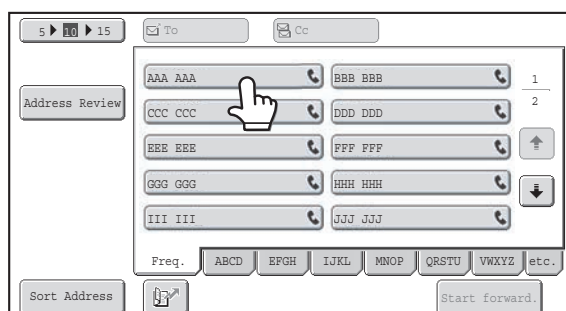 5 10 15 To Cc
AAA AAA BBB BBB 1
Address Review CCC CCC DDD DDD 2
EEE EEE FFF FFF
GGG GGG HHH HHH
III III JJJ JJJ
Freq. ABCD EFGH IJKL MNOP QRSTU VWXYZ etc.
Sort Address Start forward.